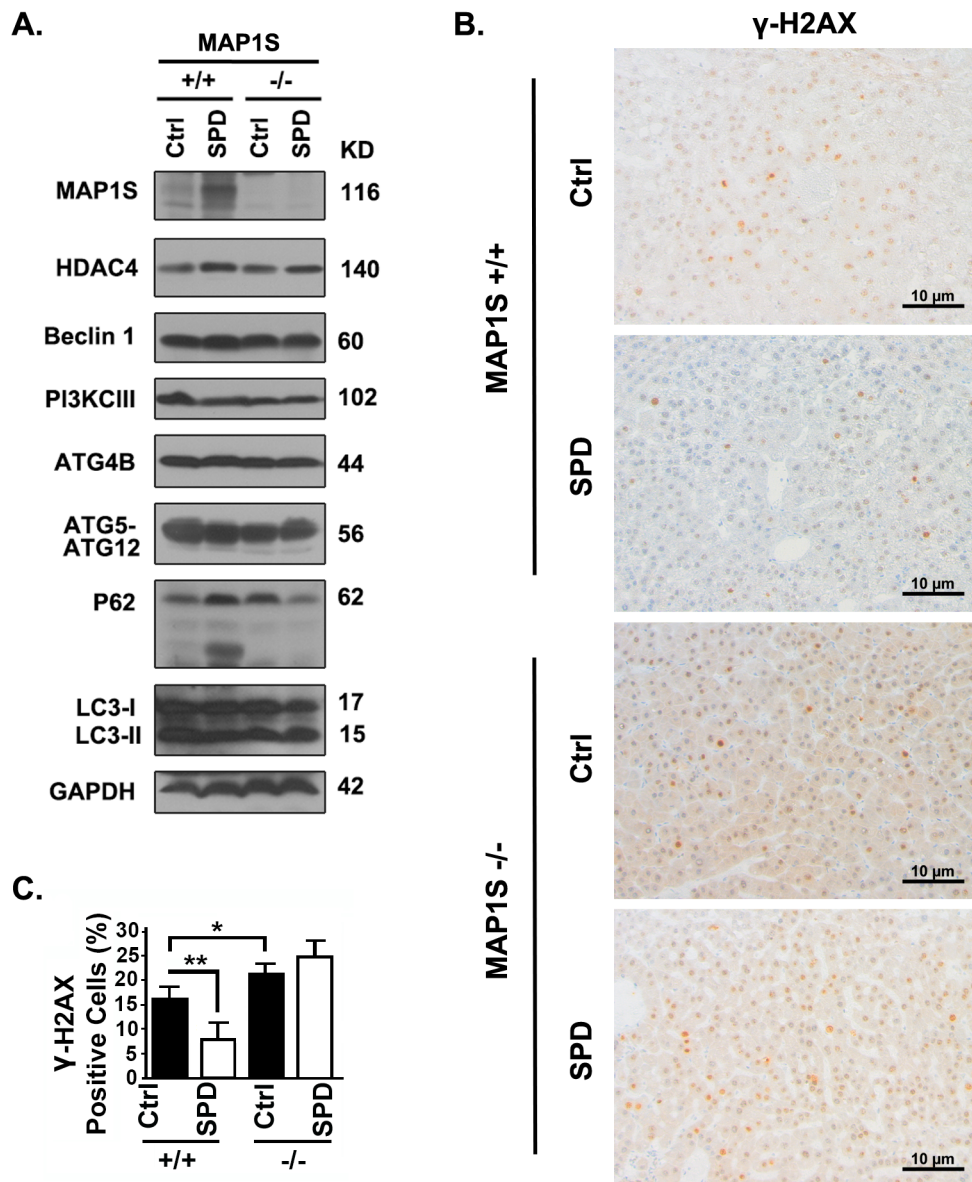 A.
MAP1S
+/+ -/-
Ctrl SPD Ctrl SPD KD
MAP1S 116
HDAC4 140
Beclin 1 60
PI3KCIII 102
ATG4B 44
ATG5-
ATG12 56
P62 62
LC3-I 17
LC3-II 15
GAPDH 42
B.
γ-H2AX
MAP1S +/+
Ctrl
10 µm
SPD
10 µm
MAP1S -/-
Ctrl
10 µm
SPD
10 µm
C.
γ-H2AX
Positive Cells (%)
30
25
20
15
10
5
0
*
**
Ctrl SPD Ctrl SPD
+/+ -/-